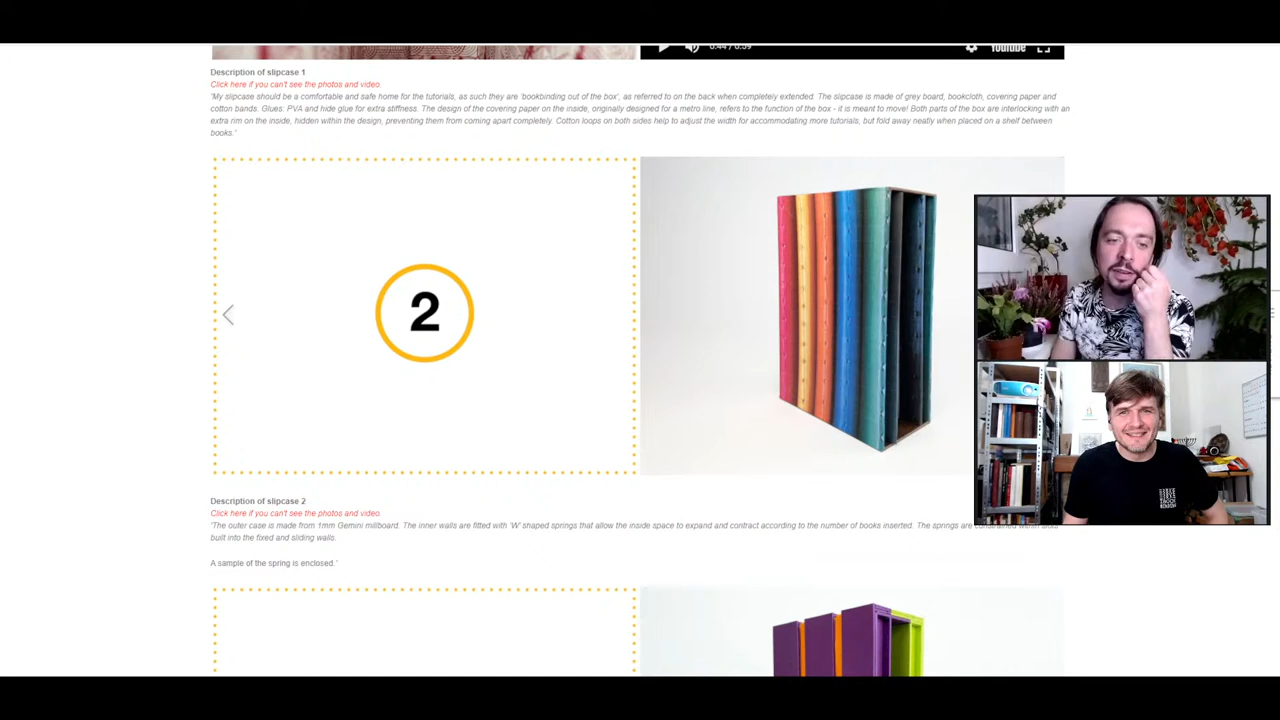 YouTube
Description of slipcase 1
Click here if you can't see the photos and video.
'My slipcase should be a comfortable and safe home for the tutorials, as such they are 'bookbinding out of the box', as referred to on the back when completely extended. The slipcase is made of grey board, bookcloth, covering paper and
cotton bands. Glues: PVA and hide glue for extra stiffness. The design of the covering paper on the inside, originally designed for a metro line, refers to the function of the box - it is meant to move! Both parts of the box are interlocking with an
extra rim on the inside, hidden within the design, preventing them from coming apart completely. Cotton loops on both sides help to adjust the width for accommodating more tutorials, but fold away neatly when placed on a shelf between
books.'
2
Description of slipcase 2
Click here if you can't see the photos and video.
'The outer case is made from 1mm Gemini millboard. The inner walls are fitted with 'W' shaped springs that allow the inside space to expand and contract according to the number of books inserted. The springs are constrained within
built into the fixed and sliding walls.
A sample of the spring is enclosed.'